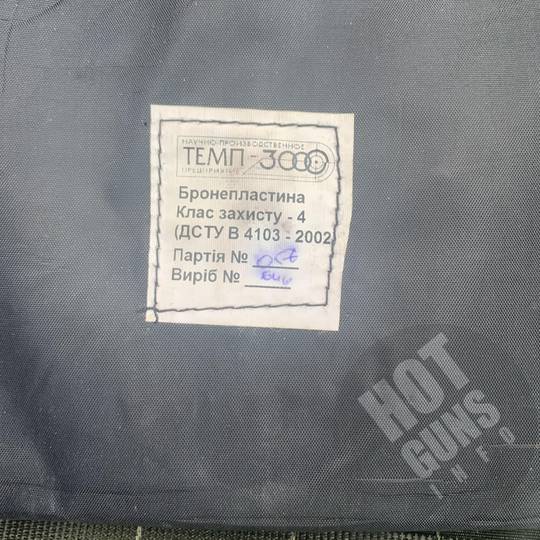 НАУЧНО-ПРОИЗВОДСТВЕННОЕ
ТЕМП-3000
ПРЕДПРИЯТИЕ
Бронепластина
Клас захисту - 4
(ДСТУ В 4103 - 2002)
Партія №
Виріб №
HOT
GUNS
INFO